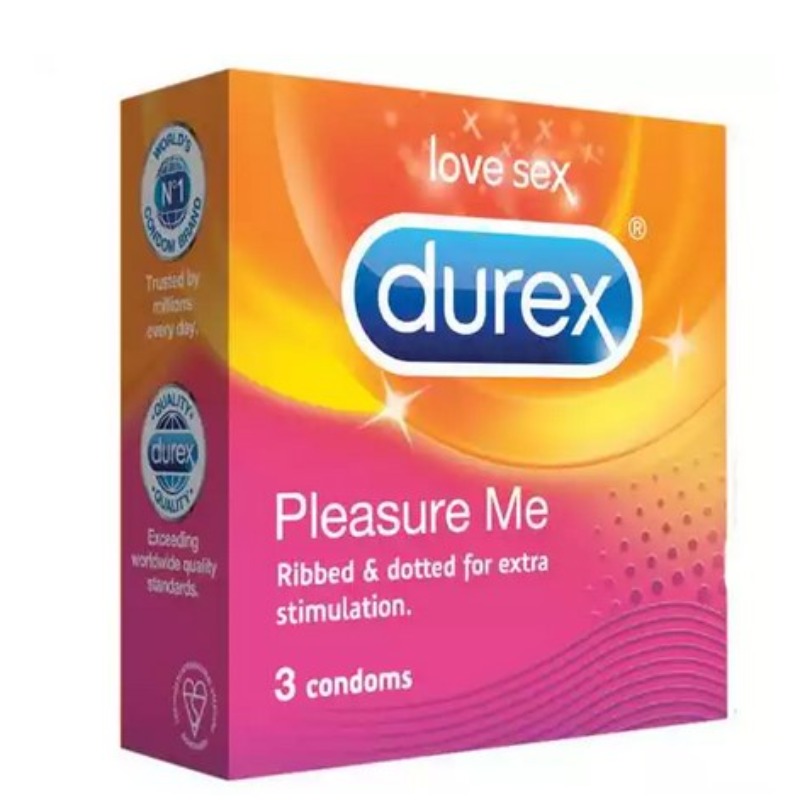 love sex
durex
®
Pleasure Me
Ribbed & dotted for extra
stimulation.
3 condoms
WORLD'S
N°1
CONDOM BRAND
Trusted by
millions
every day.
QUALITY
durex
QUALITY
Exceeding
worldwide quality
standards.